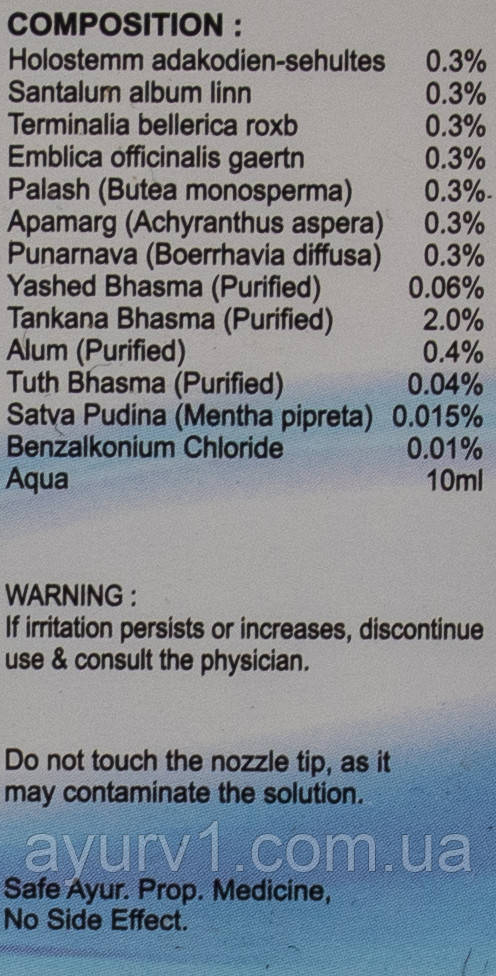 COMPOSITION :
Holostemm adakodien-sehultes 0.3%
Santalum album linn 0.3%
Terminalia bellerica roxb 0.3%
Emblica officinalis gaertn 0.3%
Palash (Butea monosperma) 0.3%
Apamarg (Achyranthus aspera) 0.3%
Punarnava (Boerrhavia diffusa) 0.3%
Yashed Bhasma (Purified) 0.06%
Tankana Bhasma (Purified) 2.0%
Alum (Purified) 0.4%
Tuth Bhasma (Purified) 0.04%
Satva Pudina (Mentha pipreta) 0.015%
Benzalkonium Chloride 0.01%
Aqua 10ml
WARNING :
If irritation persists or increases, discontinue
use & consult the physician.
Do not touch the nozzle tip, as it
may contaminate the solution.
ayurv1.com.ua
Safe Ayur. Prop. Medicine,
No Side Effect.